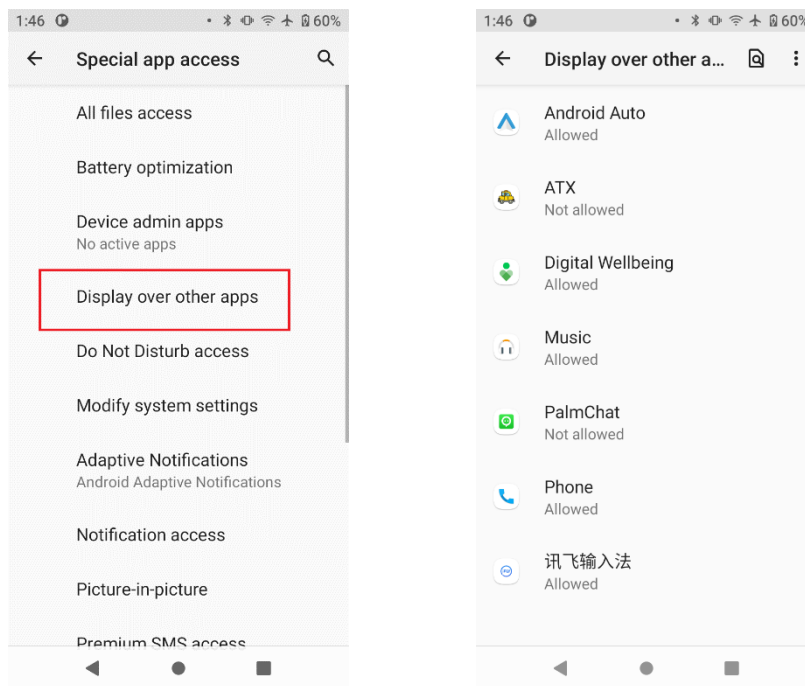 1:46
60%
Special app access
All files access
Battery optimization
Device admin apps
No active apps
Display over other apps
Do Not Disturb access
Modify system settings
Adaptive Notifications
Android Adaptive Notifications
Notification access
Picture-in-picture
Premium SMS access
1:46
60%
Display over other a...
Android Auto
Allowed
ATX
Not allowed
Digital Wellbeing
Allowed
Music
Allowed
PalmChat
Not allowed
Phone
Allowed
讯飞输入法
Allowed